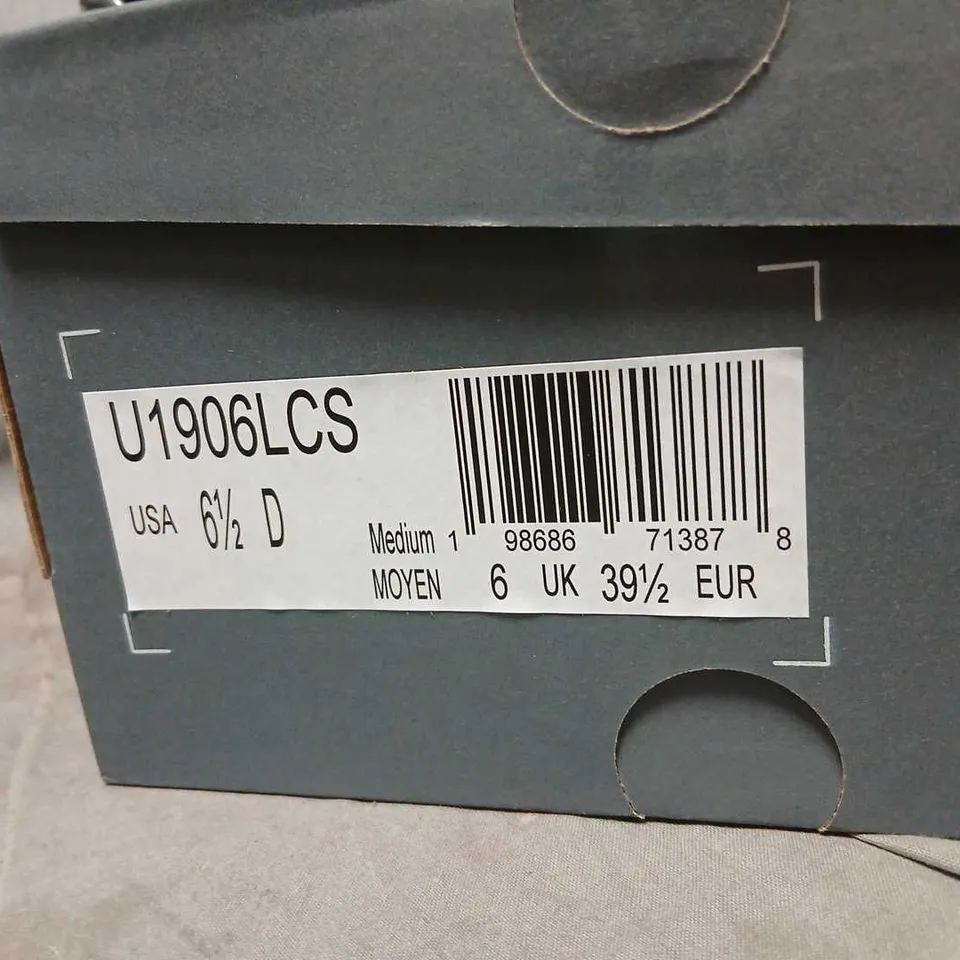 U1906LCS
USA 6½ D
1 98686 71387 8
Medium
MOYEN 6 UK 39½ EUR